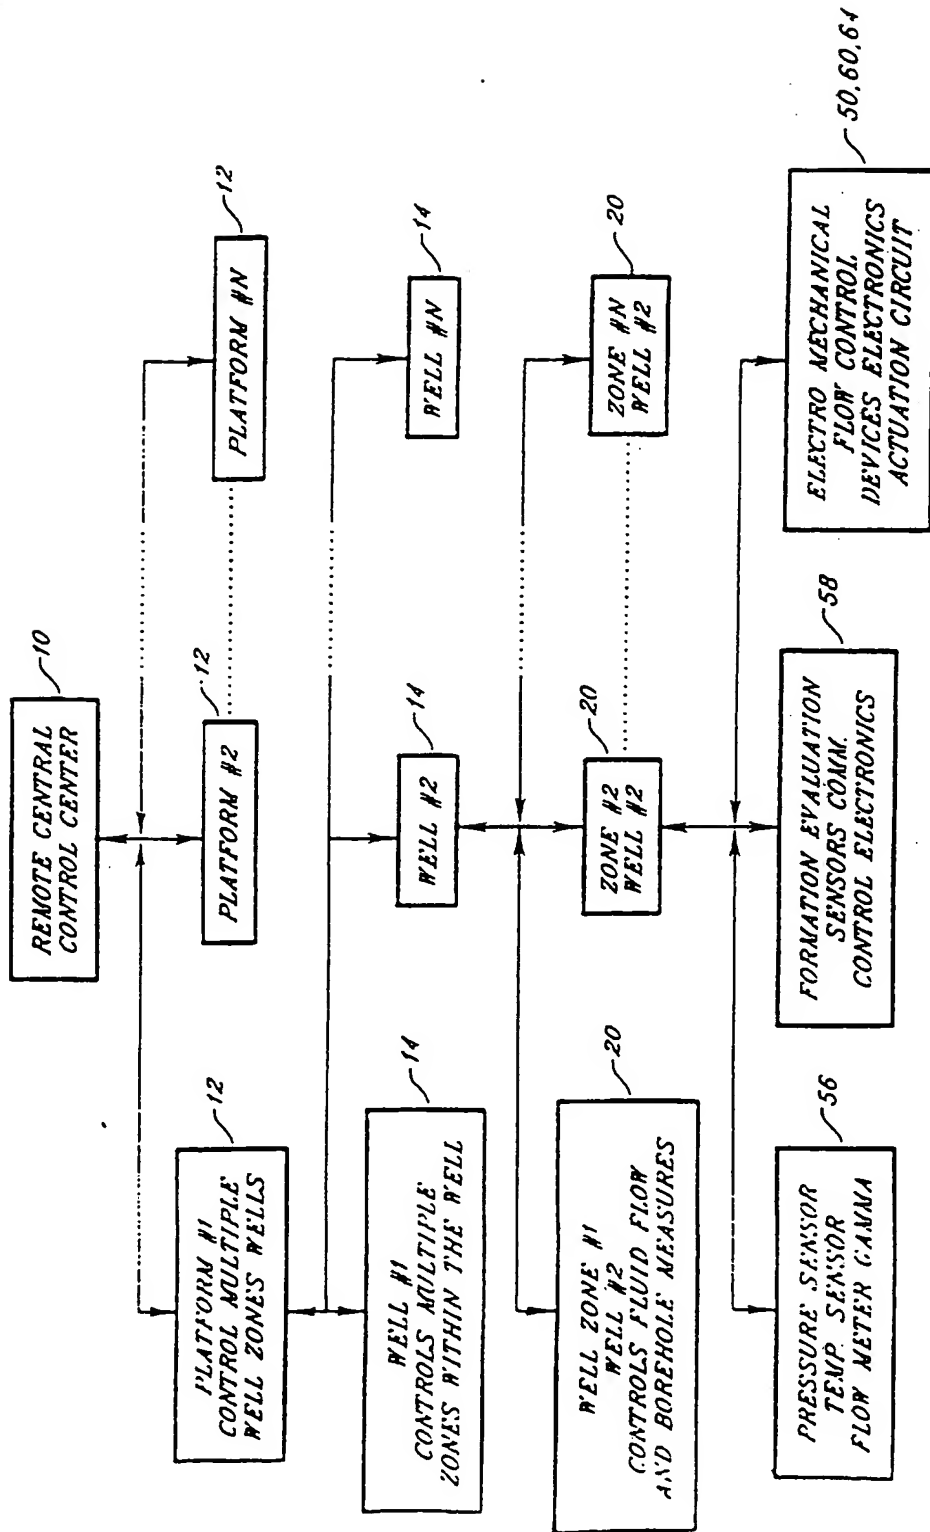 REMOTE CENTRAL
CONTROL CENTER
10
PLATFORM #1
CONTROL MULTIPLE
WELL ZONES WELLS
12
PLATFORM #2
12
PLATFORM #N
12
WELL #1
CONTROLS MULTIPLE
ZONES WITHIN THE WELL
14
WELL #2
14
WELL #N
14
WELL ZONE #1
WELL #2
CONTROLS FLUID FLOW
AND BOREHOLE MEASURES
20
ZONE #2
WELL #2
20
ZONE #N
WELL #2
20
PRESSURE SENSOR
TEMP. SENSOR
FLOW METER GAMMA
56
FORMATION EVALUATION
SENSORS COMM.
CONTROL ELECTRONICS
58
ELECTRO MECHANICAL
FLOW CONTROL
DEVICES ELECTRONICS
ACTUATION CIRCUIT
50,60,64